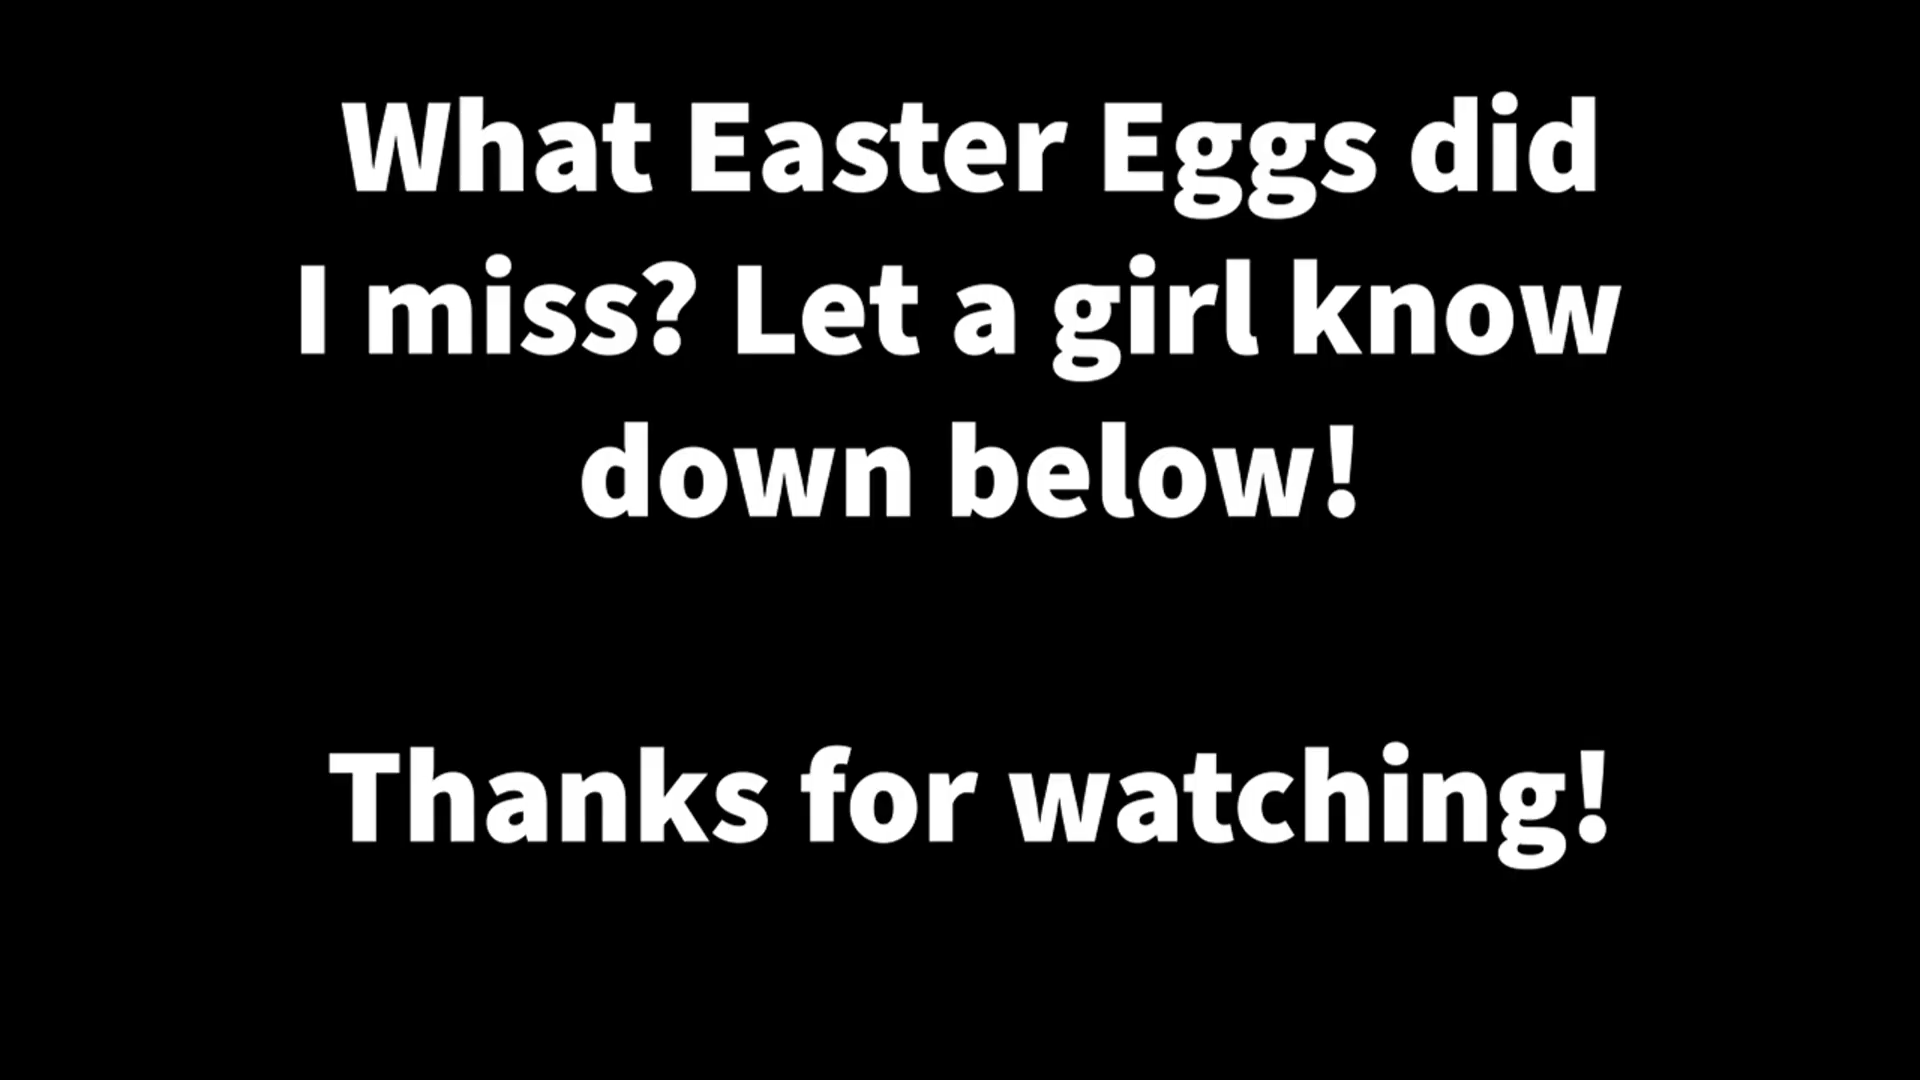 What Easter Eggs did
I miss? Let a girl know
down below!
Thanks for watching!